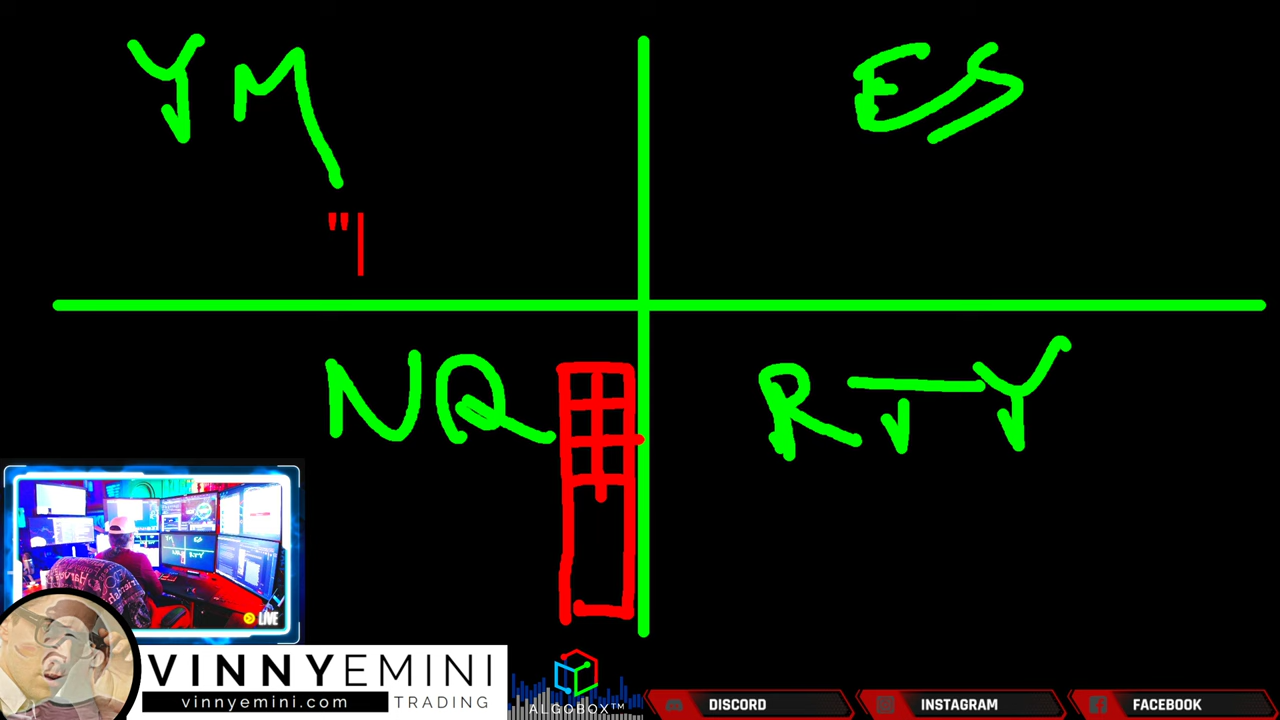 YM
ES
"|
NQ
RTY
LIVE
VINNYEMINI
vinnyemini.com
TRADING
ALGOBOX™
DISCORD
INSTAGRAM
FACEBOOK